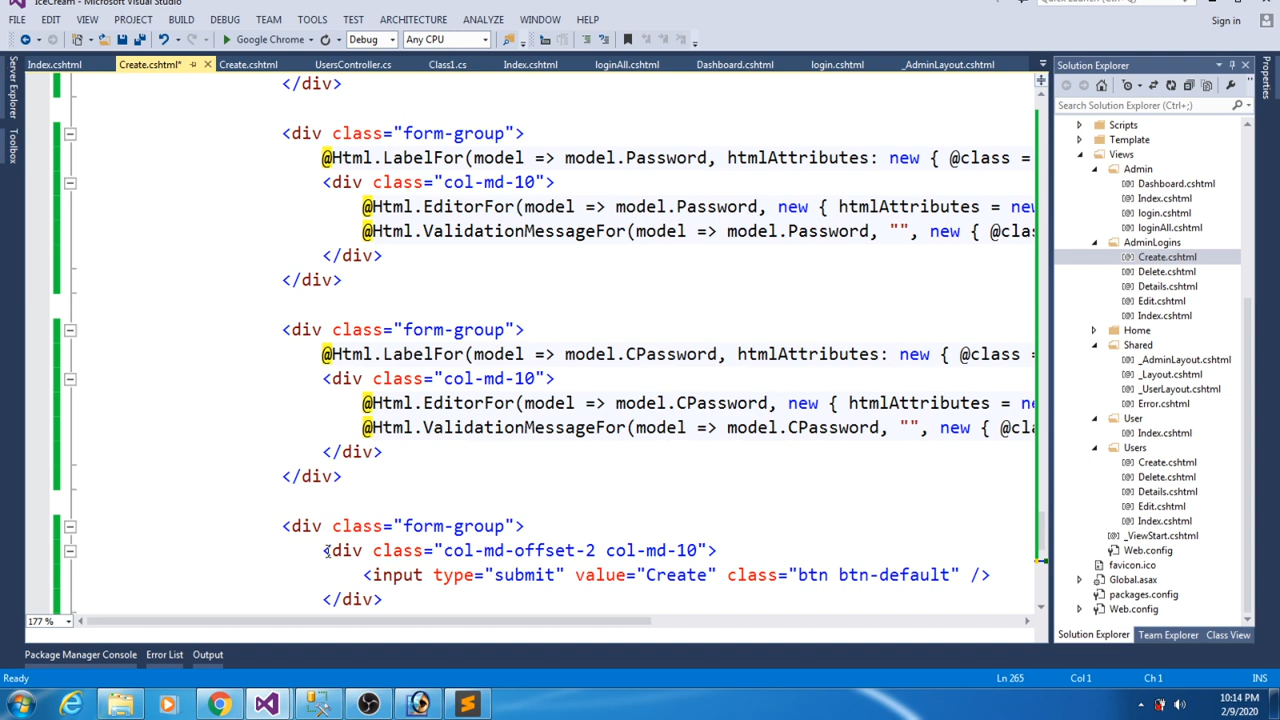 IceCream - Microsoft Visual Studio
Quick Launch (Ctrl+Q)
FILE EDIT VIEW PROJECT BUILD DEBUG TEAM TOOLS TEST ARCHITECTURE ANALYZE WINDOW HELP Sign in
Google Chrome Debug Any CPU
Index.cshtml Create.cshtml* Create.cshtml UsersController.cs Class1.cs Index.cshtml loginAll.cshtml Dashboard.cshtml login.cshtml _AdminLayout.cshtml
Server Explorer
Toolbox
</div>
<div class="form-group">
@Html.LabelFor(model => model.Password, htmlAttributes: new { @class =
<div class="col-md-10">
@Html.EditorFor(model => model.Password, new { htmlAttributes = new
@Html.ValidationMessageFor(model => model.Password, "", new { @clas
</div>
</div>
<div class="form-group">
@Html.LabelFor(model => model.CPassword, htmlAttributes: new { @class =
<div class="col-md-10">
@Html.EditorFor(model => model.CPassword, new { htmlAttributes = ne
@Html.ValidationMessageFor(model => model.CPassword, "", new { @cla
</div>
</div>
<div class="form-group">
<div class="col-md-offset-2 col-md-10">
<input type="submit" value="Create" class="btn btn-default" />
</div>
177 %
Solution Explorer
Search Solution Explorer (Ctrl+;)
Scripts
Template
Views
Admin
Dashboard.cshtml
Index.cshtml
login.cshtml
loginAll.cshtml
AdminLogins
Create.cshtml
Delete.cshtml
Details.cshtml
Edit.cshtml
Index.cshtml
Home
Shared
_AdminLayout.cshtml
_Layout.cshtml
_UserLayout.cshtml
Error.cshtml
User
Index.cshtml
Users
Create.cshtml
Delete.cshtml
Details.cshtml
Edit.cshtml
Index.cshtml
_ViewStart.cshtml
Web.config
favicon.ico
Global.asax
packages.config
Web.config
Solution Explorer Team Explorer Class View
Properties
Package Manager Console Error List Output
Ready Ln 265 Col 1 Ch 1 INS
10:14 PM
2/9/2020